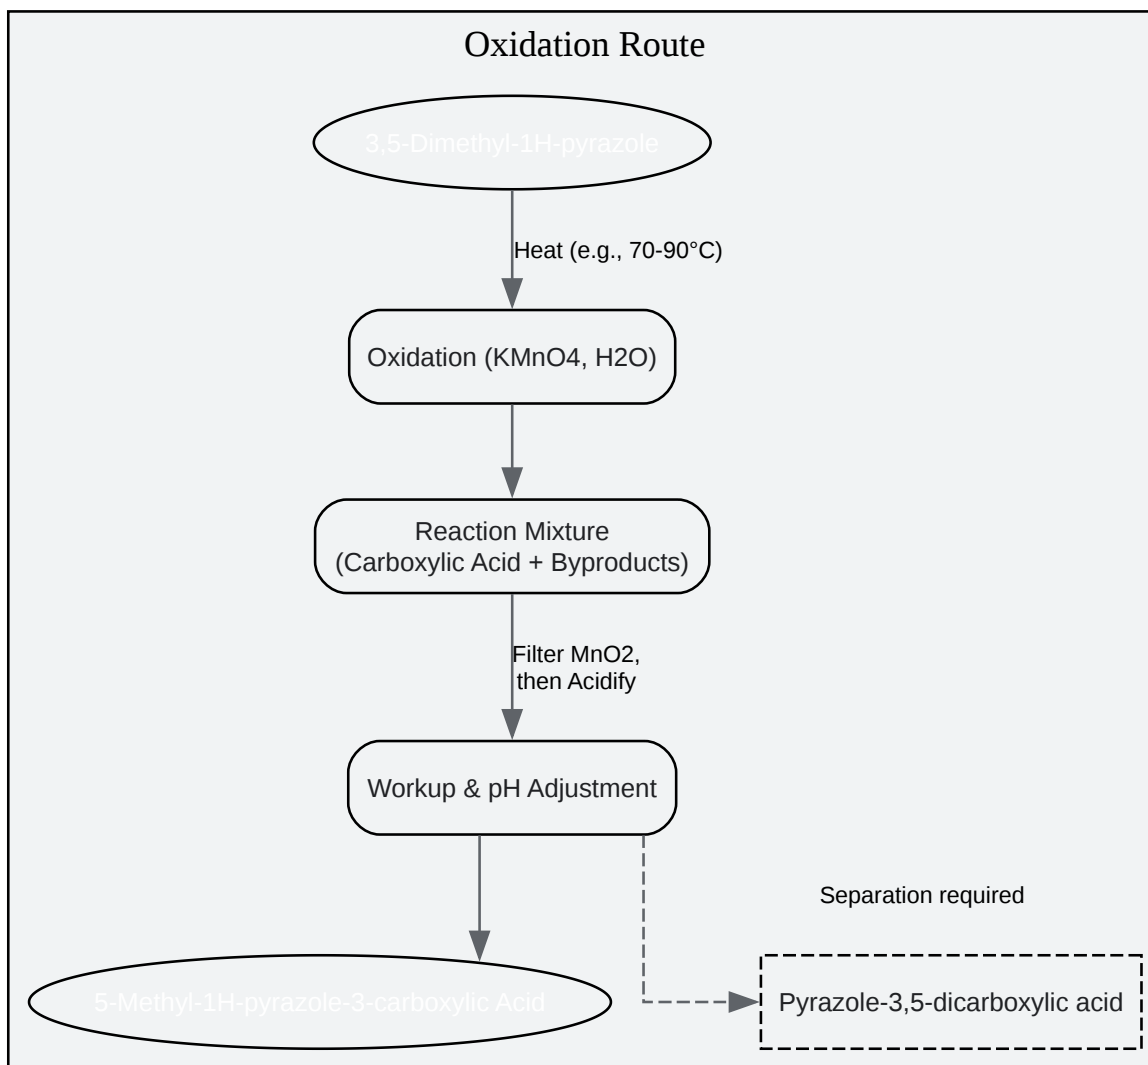 Oxidation Route
3,5-Dimethyl-1H-pyrazole
Heat (e.g., 70-90°C)
Oxidation (KMnO4, H2O)
Reaction Mixture
(Carboxylic Acid + Byproducts)
Filter MnO2,
then Acidify
Workup & pH Adjustment
Separation required
5-Methyl-1H-pyrazole-3-carboxylic Acid
Pyrazole-3,5-dicarboxylic acid